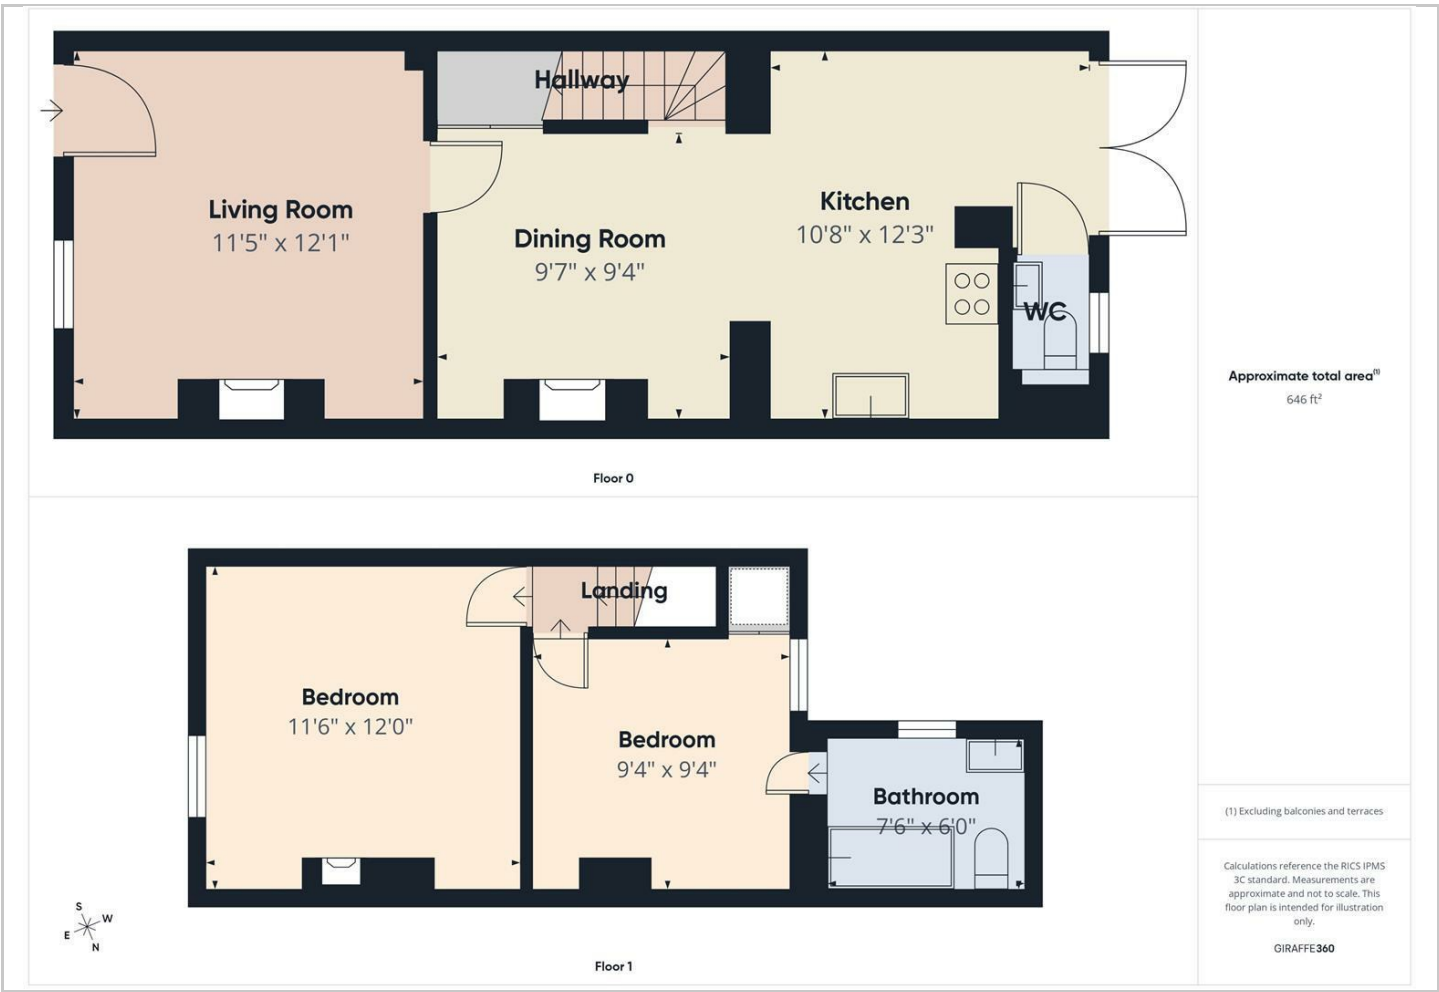 Hallway
Living Room
11'5" x 12'1"
Dining Room
9'7" x 9'4"
Kitchen
10'8" x 12'3"
WC
Floor 0
Landing
Bedroom
11'6" x 12'0"
Bedroom
9'4" x 9'4"
Bathroom
7'6" x 6'0"
S
W
E
N
Floor 1
Approximate total area(1)
646 ft²
(1) Excluding balconies and terraces
Calculations reference the RICS IPMS
3C standard. Measurements are
approximate and not to scale. This
floor plan is intended for illustration
only.
GIRAFFE360